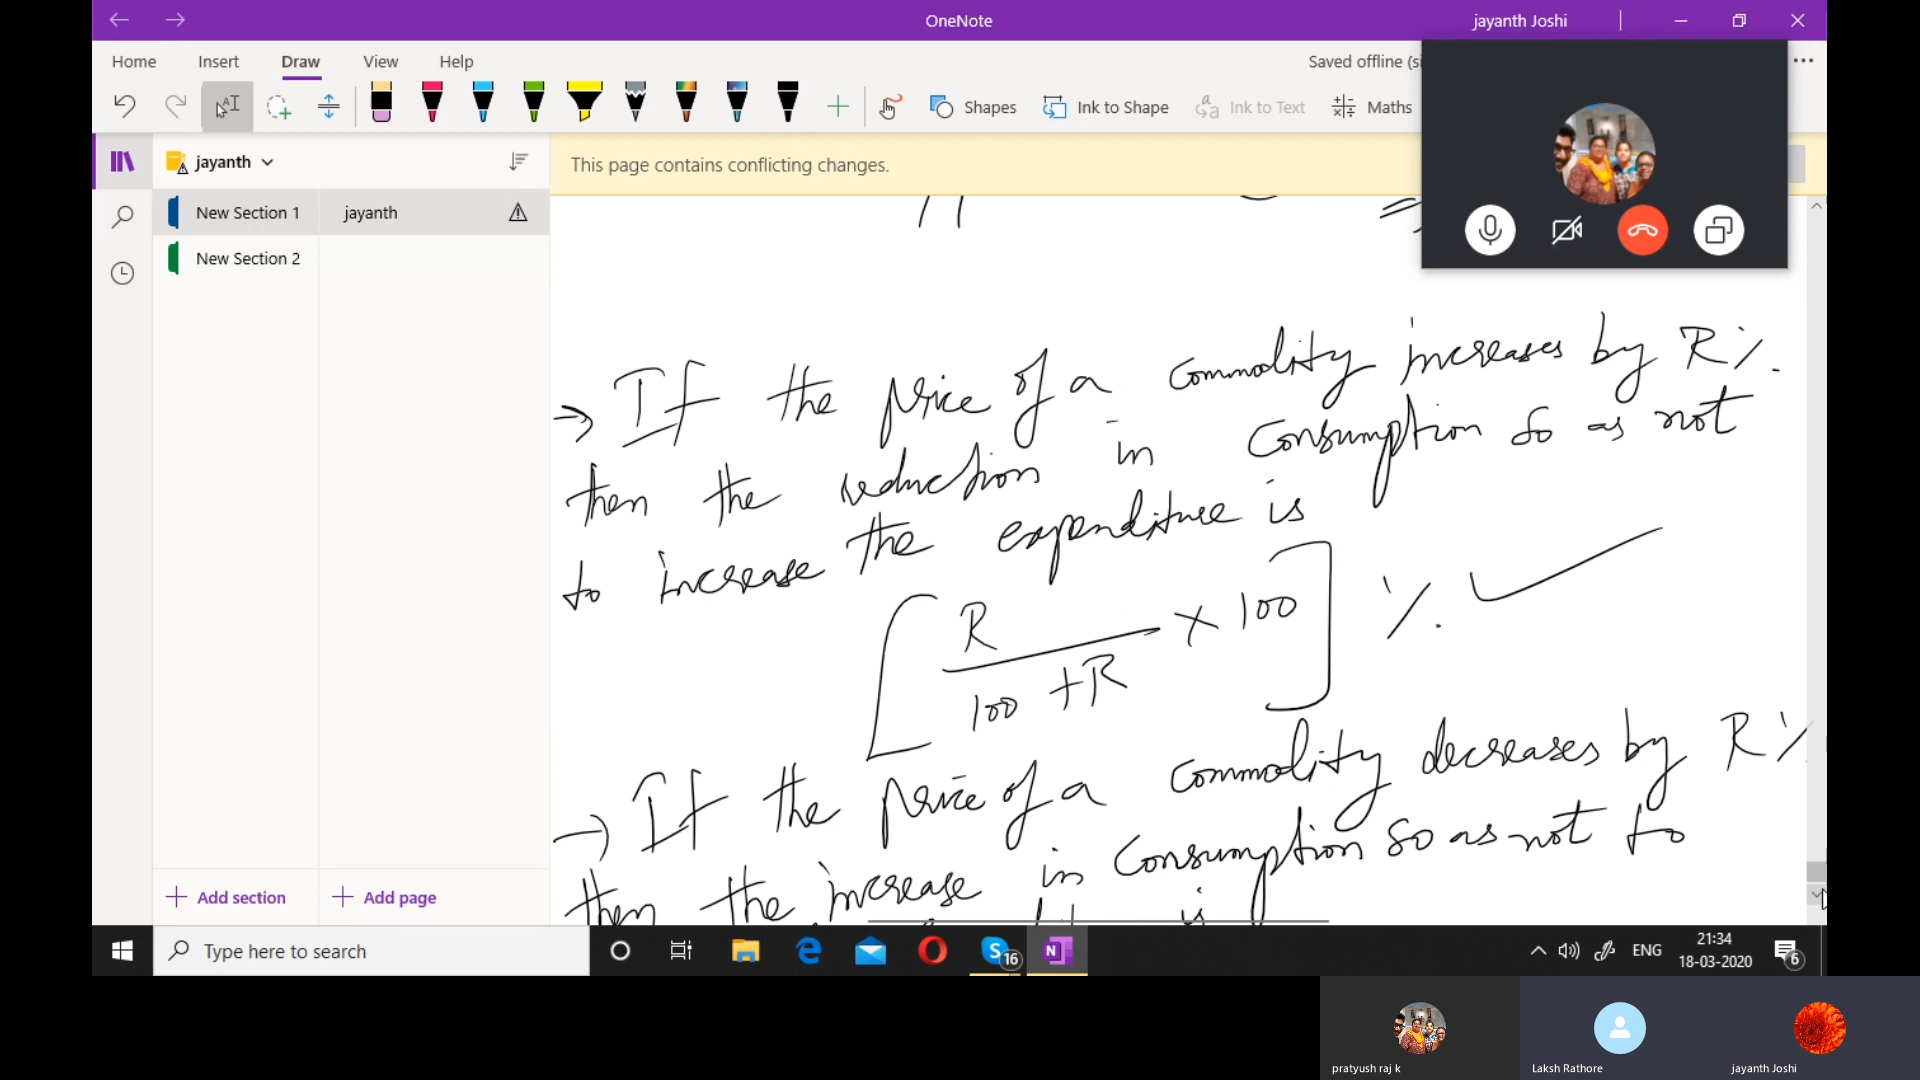 OneNote
jayanth Joshi
Home Insert Draw View Help
Saved offline (si
Shapes Ink to Shape Ink to Text Maths
jayanth
This page contains conflicting changes.
New Section 1
jayanth
New Section 2
→ If the price of a commodity increases by R%.
then the reduction in consumption so as not
to increase the expenditure is
[ R / 100 + R × 100 ] %.
→ If the price of a commodity decreases by R%
then the increase in consumption so as not to
is
+ Add section
+ Add page
Type here to search
16
ENG
21:34
18-03-2020
6
pratyush raj k
Laksh Rathore
jayanth Joshi